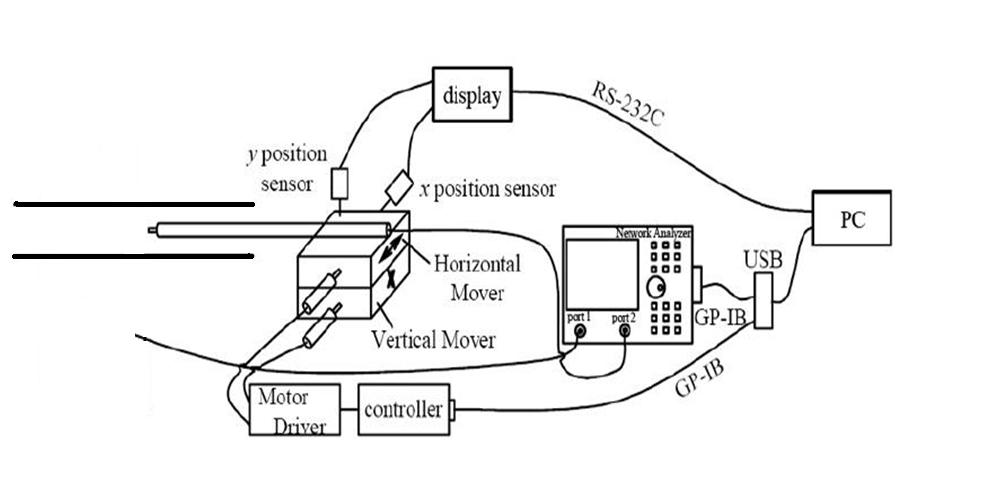 display
RS-232C
y position
sensor
x position sensor
PC
Network Analyzer
USB
Horizontal
Mover
port 1
port 2
GP-IB
Vertical Mover
GP-IB
Motor
Driver
controller